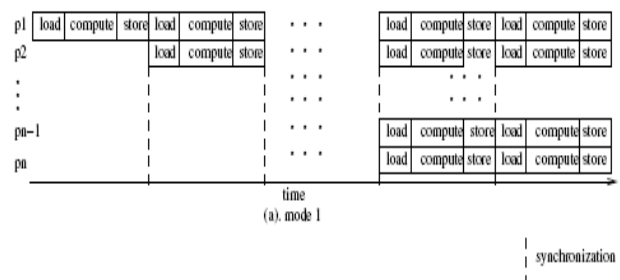 p1 load compute store load compute store load compute store load compute store
p2 load compute store load compute store load compute store
pn-1 load compute store load compute store
pn load compute store load compute store
time
(a). mode 1
synchronization